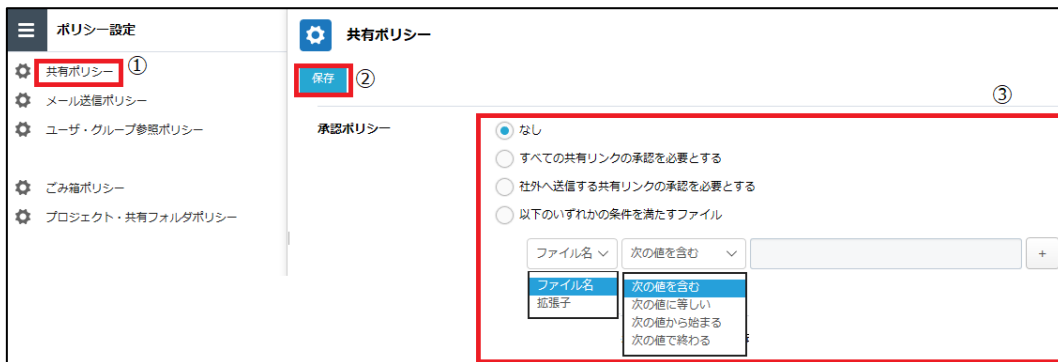 ポリシー設定
共有ポリシー ①
メール送信ポリシー
ユーザ・グループ参照ポリシー
ごみ箱ポリシー
プロジェクト・共有フォルダポリシー
共有ポリシー
保存 ②
③
承認ポリシー
なし
すべての共有リンクの承認を必要とする
社外へ送信する共有リンクの承認を必要とする
以下のいずれかの条件を満たすファイル
ファイル名 次の値を含む +
ファイル名
拡張子
次の値を含む
次の値に等しい
次の値から始まる
次の値で終わる